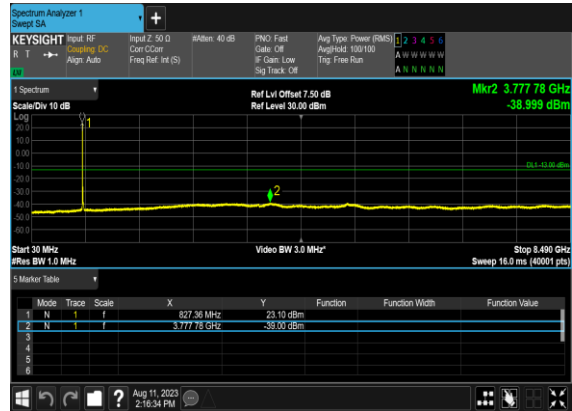 Spectrum Analyzer 1
Swept SA
+
KEYSIGHT Input: RF Input Z: 50 Ω #Atten: 40 dB PNO: Fast Avg Type: Power (RMS) 1 2 3 4 5 6
R T Coupling: DC Corr CCorr Gate: Off Avg|Hold: 100/100 A W W W W W
Align: Auto Freq Ref: Int (S) IF Gain: Low Trig: Free Run A N N N N N
Sig Track: Off
1 Spectrum Ref Lvl Offset 7.50 dB Mkr2 3.777 78 GHz
Scale/Div 10 dB Ref Level 30.00 dBm -38.999 dBm
Log
20.0
10.0
0.00
-10.0
-20.0
-30.0
-40.0
-50.0
-60.0
1
2
DL1 -13.00 dBm
Start 30 MHz Video BW 3.0 MHz* Stop 8.490 GHz
#Res BW 1.0 MHz Sweep 16.0 ms (40001 pts)
5 Marker Table
Mode Trace Scale X Y Function Function Width Function Value
1 N 1 f 827.36 MHz 23.10 dBm
2 N 1 f 3.777 78 GHz -39.00 dBm
3
4
5
6
? Aug 11, 2023
2:16:34 PM